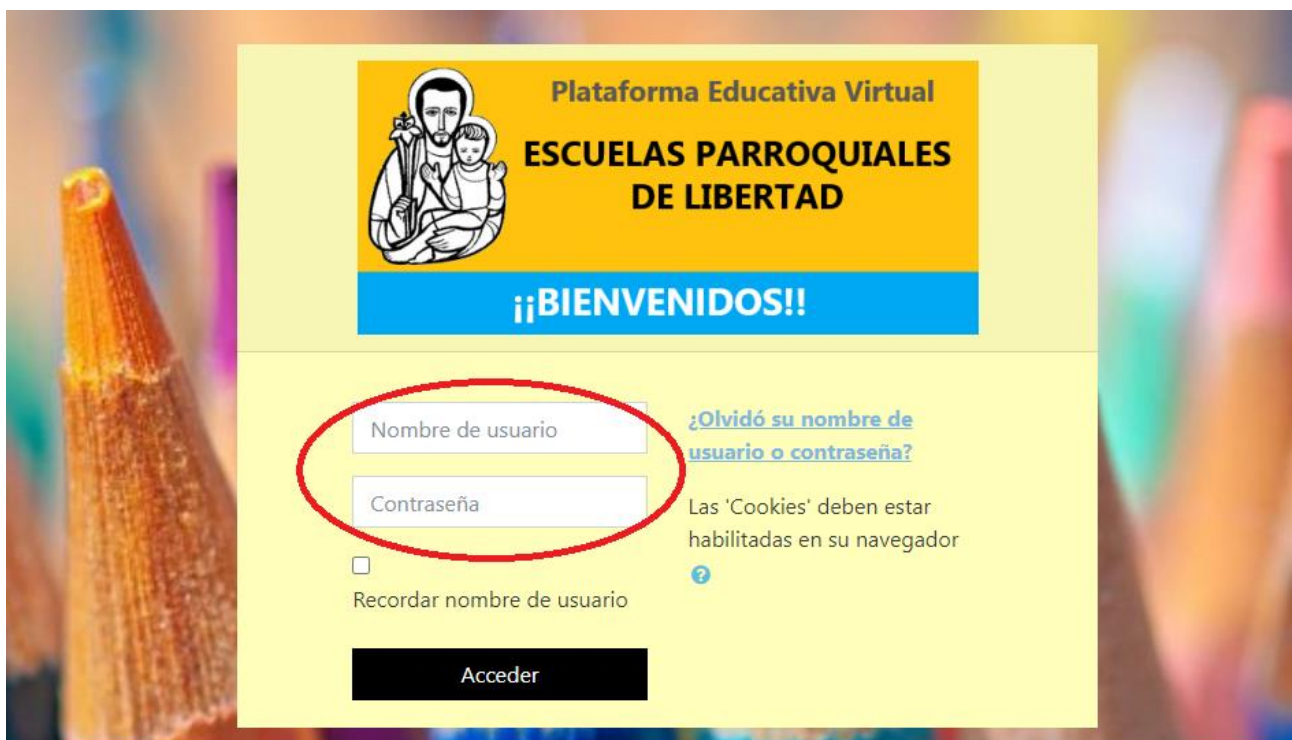 Plataforma Educativa Virtual
ESCUELAS PARROQUIALES
DE LIBERTAD
¡¡BIENVENIDOS!!
Nombre de usuario
Contraseña
Recordar nombre de usuario
Acceder
¿Olvidó su nombre de
usuario o contraseña?
Las 'Cookies' deben estar
habilitadas en su navegador
?